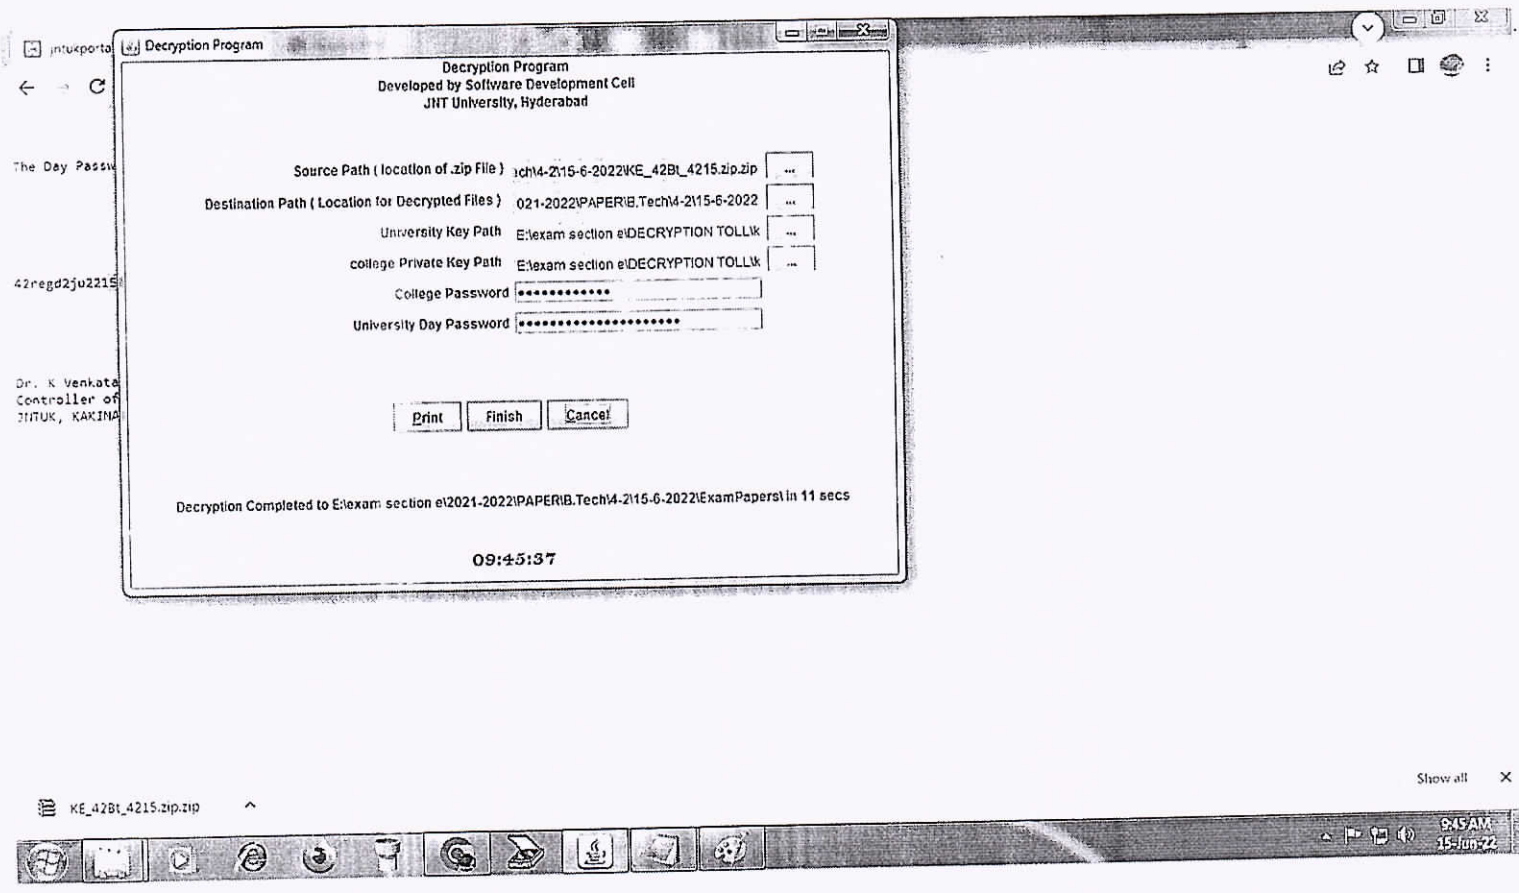 jntukporta
Decryption Program
Decryption Program
Developed by Software Development Cell
JNT University, Hyderabad
The Day Passw
Source Path ( location of .zip File ) ch\4-2\15-6-2022\KE_42Bt_4215.zip.zip ...
Destination Path ( Location for Decrypted Files ) 021-2022\PAPER\B.Tech\4-2\15-6-2022 ...
University Key Path E:\exam section e\DECRYPTION TOLL\k ...
college Private Key Path E:\exam section e\DECRYPTION TOLL\k ...
42regd2ju2215
College Password ••••••••••••
University Day Password •••••••••••••••••••••
Dr. K Venkata
Controller of
JNTUK, KAKINA
Print Finish Cancel
Decryption Completed to E:\exam section e\2021-2022\PAPER\B.Tech\4-2\15-6-2022\ExamPapers\ in 11 secs
09:45:37
Show all
KE_42Bt_4215.zip.zip
9:45 AM
15-Jun-22